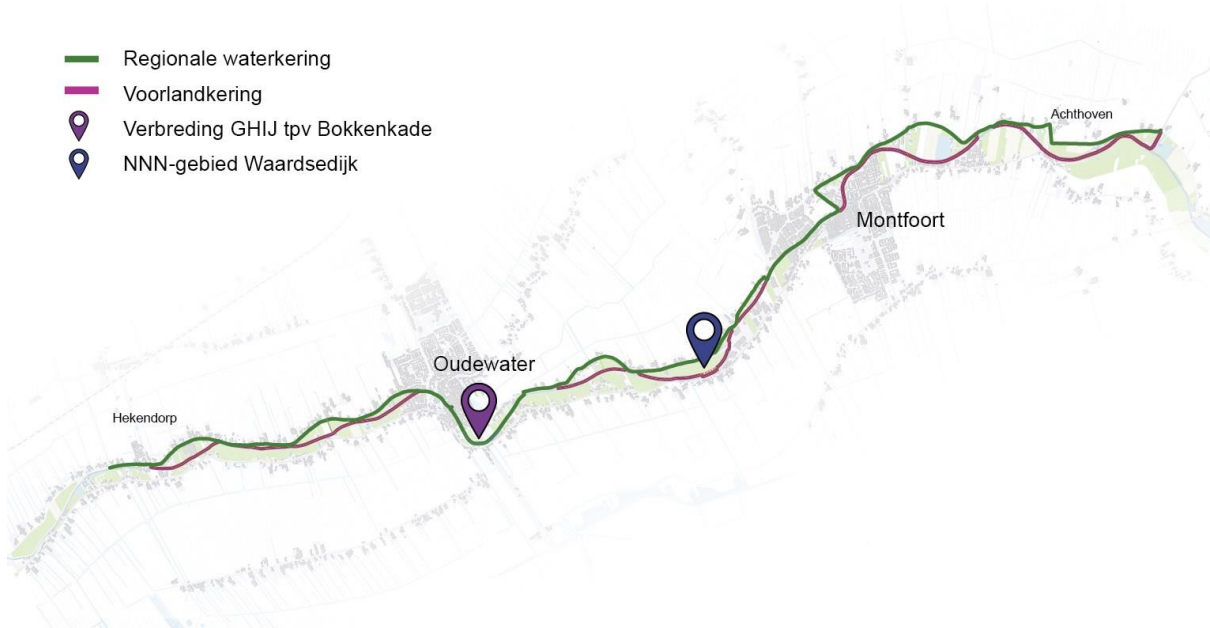 Regionale waterkering
Voorlandkering
Verbreding GHIJ tpv Bokkenkade
NNN-gebied Waardsedijk
Achthoven
Montfoort
Oudewater
Hekendorp